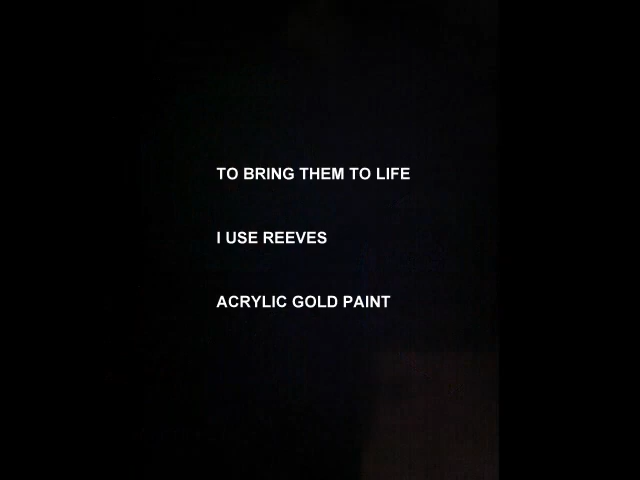 TO BRING THEM TO LIFE
I USE REEVES
ACRYLIC GOLD PAINT